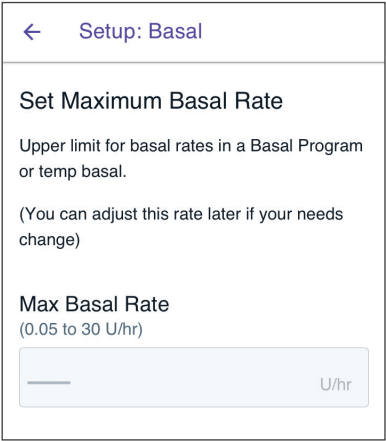 Setup: Basal
Set Maximum Basal Rate
Upper limit for basal rates in a Basal Program
or temp basal.
(You can adjust this rate later if your needs
change)
Max Basal Rate
(0.05 to 30 U/hr)
U/hr